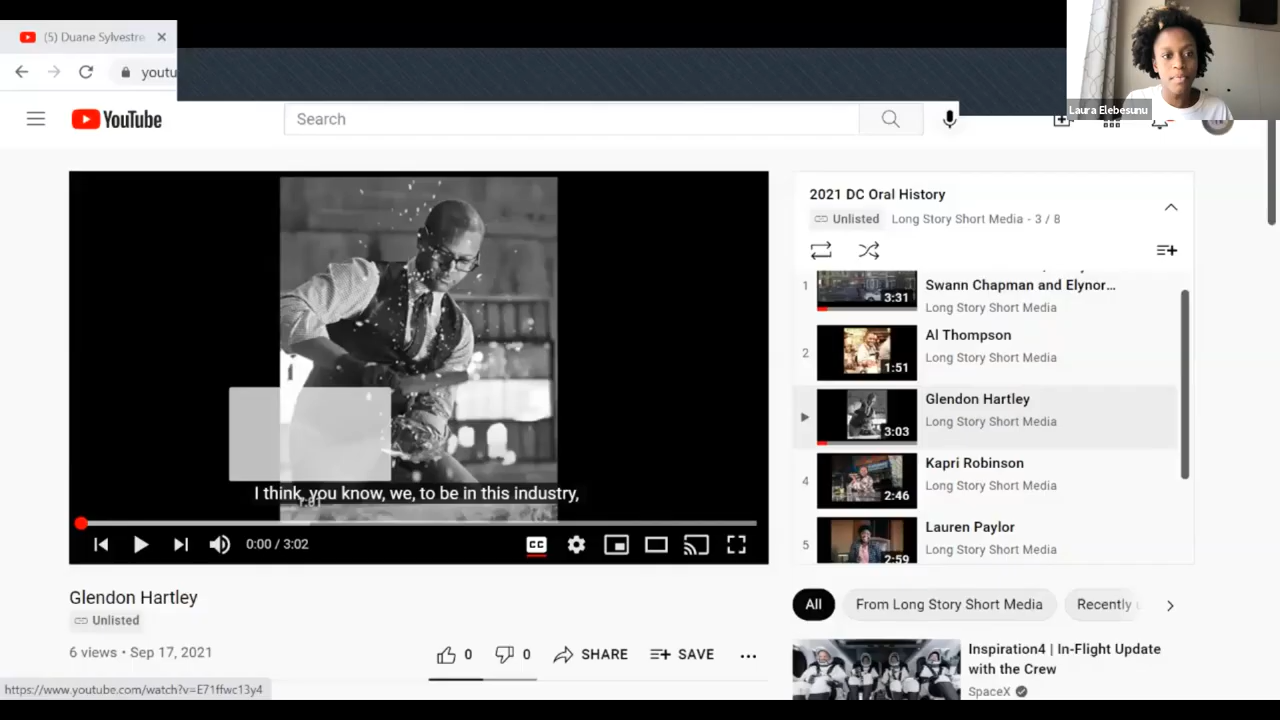 (5) Duane Sylvestre
youtu
Laura Elebesunu
YouTube
Search
2021 DC Oral History
Unlisted
Long Story Short Media - 3 / 8
1
3:31
Swann Chapman and Elynor…
Long Story Short Media
2
1:51
Al Thompson
Long Story Short Media
3:03
Glendon Hartley
Long Story Short Media
4
2:46
Kapri Robinson
Long Story Short Media
5
2:59
Lauren Paylor
Long Story Short Media
I think, you know, we, to be in this industry,
0:00 / 3:02
CC
Glendon Hartley
Unlisted
6 views • Sep 17, 2021
0
0
SHARE
SAVE
All
From Long Story Short Media
Recently
Inspiration4 | In-Flight Update
with the Crew
SpaceX
https://www.youtube.com/watch?v=E71ffwc13y4